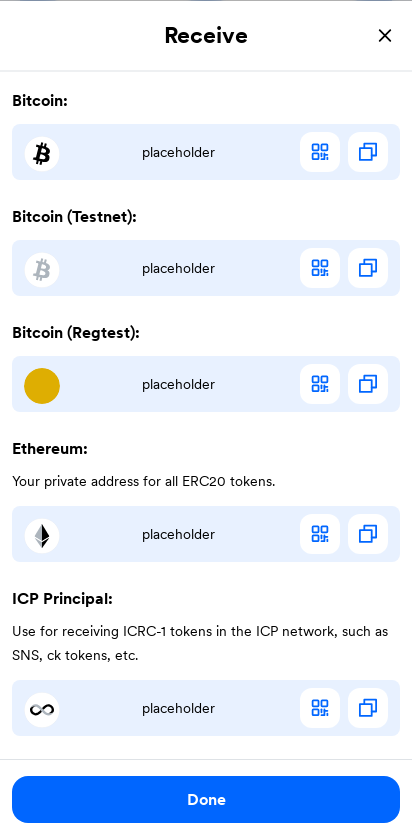 Receive
Bitcoin:
placeholder
Bitcoin (Testnet):
placeholder
Bitcoin (Regtest):
placeholder
Ethereum:
Your private address for all ERC20 tokens.
placeholder
ICP Principal:
Use for receiving ICRC-1 tokens in the ICP network, such as
SNS, ck tokens, etc.
placeholder
Done